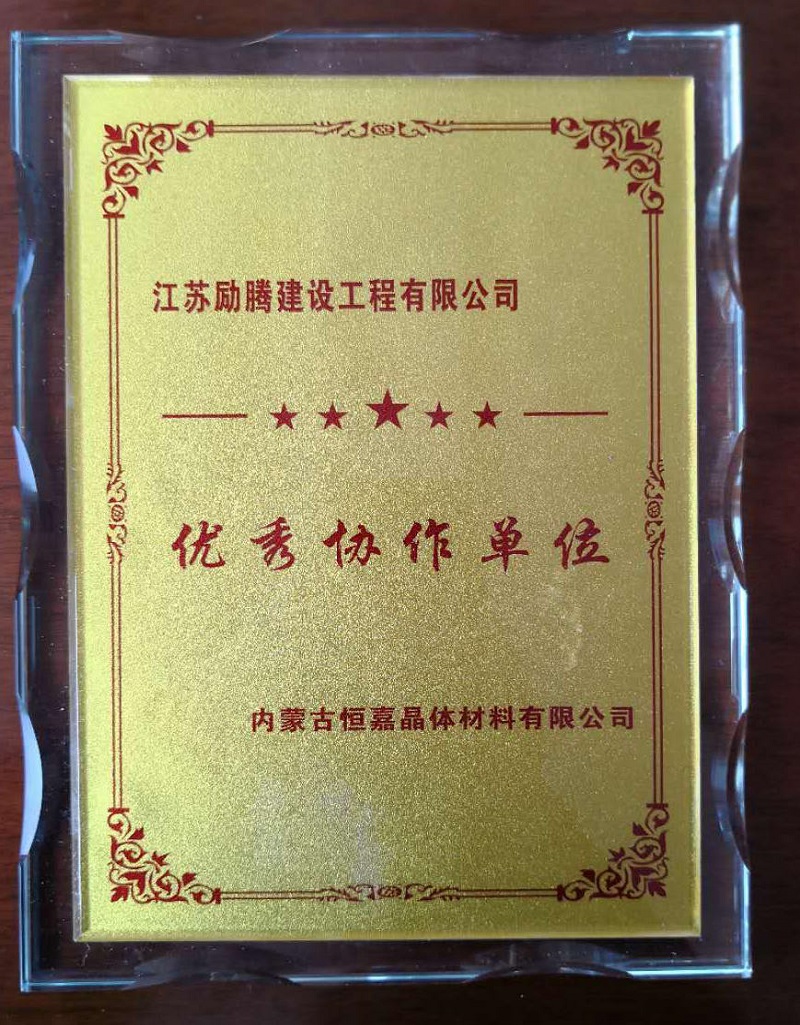 江苏励腾建设工程有限公司
优秀协作单位
内蒙古恒嘉晶体材料有限公司